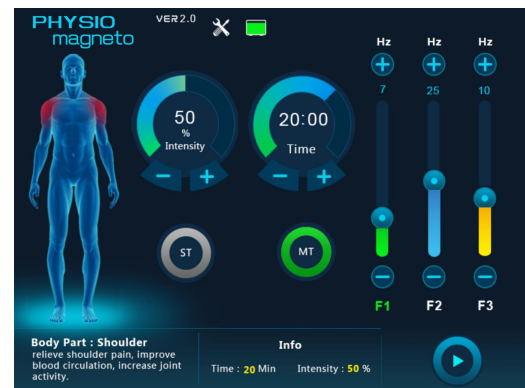 PHYSIO
magneto
VER2.0
Hz Hz Hz
7 25 10
50
%
Intensity
20:00
Time
ST
MT
F1 F2 F3
Body Part : Shoulder
relieve shoulder pain, improve
blood circulation, increase joint
activity.
Info
Time : 20 Min Intensity : 50 %